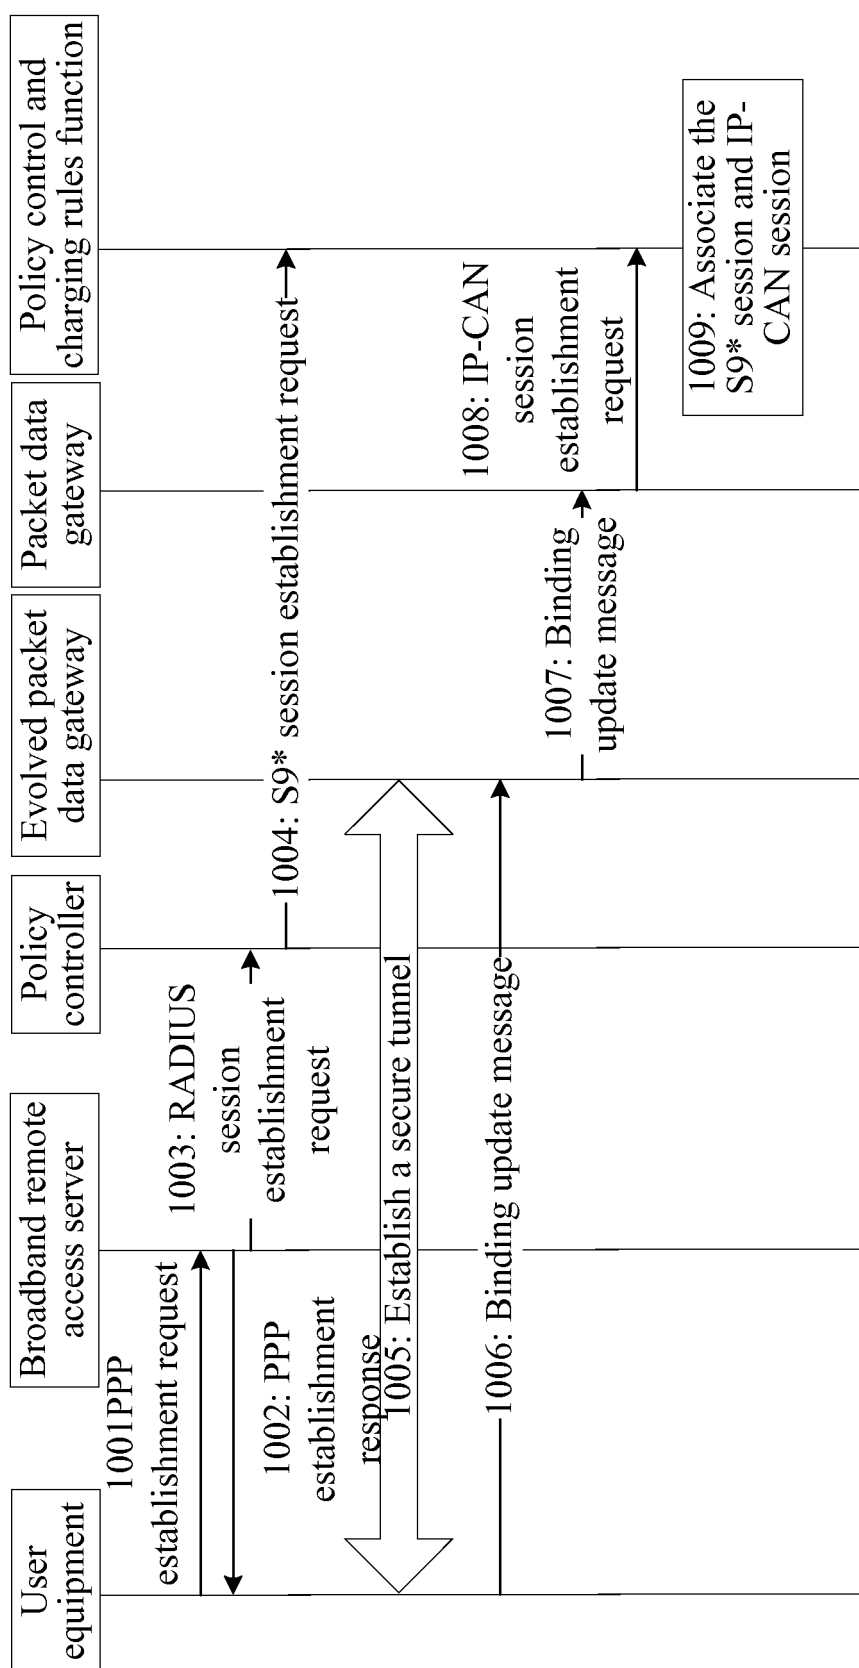 User
equipment
Broadband remote
access server
Policy
controller
Evolved packet
data gateway
Packet data
gateway
Policy control and
charging rules function
1001PPP
establishment request
1002: PPP
establishment
response
1003: RADIUS
session
establishment
request
1004: S9* session establishment request
1005: Establish a secure tunnel
1006: Binding update message
1007: Binding
update message
1008: IP-CAN
session
establishment
request
1009: Associate the
S9* session and IP-
CAN session